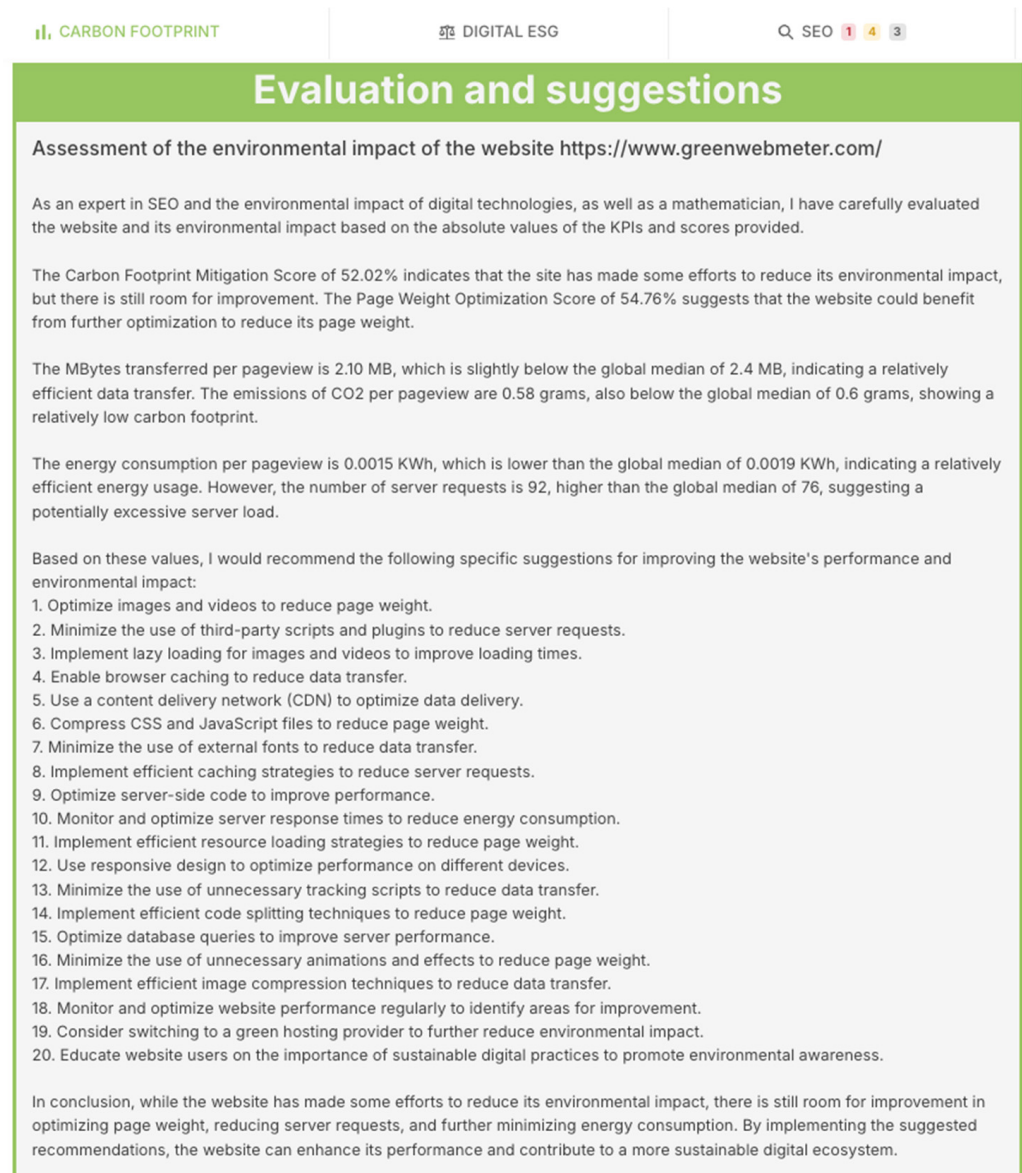 CARBON FOOTPRINT
DIGITAL ESG
SEO 1 4 3
Evaluation and suggestions
Assessment of the environmental impact of the website https://www.greenwebmeter.com/
As an expert in SEO and the environmental impact of digital technologies, as well as a mathematician, I have carefully evaluated
the website and its environmental impact based on the absolute values of the KPIs and scores provided.
The Carbon Footprint Mitigation Score of 52.02% indicates that the site has made some efforts to reduce its environmental impact,
but there is still room for improvement. The Page Weight Optimization Score of 54.76% suggests that the website could benefit
from further optimization to reduce its page weight.
The MBytes transferred per pageview is 2.10 MB, which is slightly below the global median of 2.4 MB, indicating a relatively
efficient data transfer. The emissions of CO2 per pageview are 0.58 grams, also below the global median of 0.6 grams, showing a
relatively low carbon footprint.
The energy consumption per pageview is 0.0015 KWh, which is lower than the global median of 0.0019 KWh, indicating a relatively
efficient energy usage. However, the number of server requests is 92, higher than the global median of 76, suggesting a
potentially excessive server load.
Based on these values, I would recommend the following specific suggestions for improving the website's performance and
environmental impact:
1. Optimize images and videos to reduce page weight.
2. Minimize the use of third-party scripts and plugins to reduce server requests.
3. Implement lazy loading for images and videos to improve loading times.
4. Enable browser caching to reduce data transfer.
5. Use a content delivery network (CDN) to optimize data delivery.
6. Compress CSS and JavaScript files to reduce page weight.
7. Minimize the use of external fonts to reduce data transfer.
8. Implement efficient caching strategies to reduce server requests.
9. Optimize server-side code to improve performance.
10. Monitor and optimize server response times to reduce energy consumption.
11. Implement efficient resource loading strategies to reduce page weight.
12. Use responsive design to optimize performance on different devices.
13. Minimize the use of unnecessary tracking scripts to reduce data transfer.
14. Implement efficient code splitting techniques to reduce page weight.
15. Optimize database queries to improve server performance.
16. Minimize the use of unnecessary animations and effects to reduce page weight.
17. Implement efficient image compression techniques to reduce data transfer.
18. Monitor and optimize website performance regularly to identify areas for improvement.
19. Consider switching to a green hosting provider to further reduce environmental impact.
20. Educate website users on the importance of sustainable digital practices to promote environmental awareness.
In conclusion, while the website has made some efforts to reduce its environmental impact, there is still room for improvement in
optimizing page weight, reducing server requests, and further minimizing energy consumption. By implementing the suggested
recommendations, the website can enhance its performance and contribute to a more sustainable digital ecosystem.